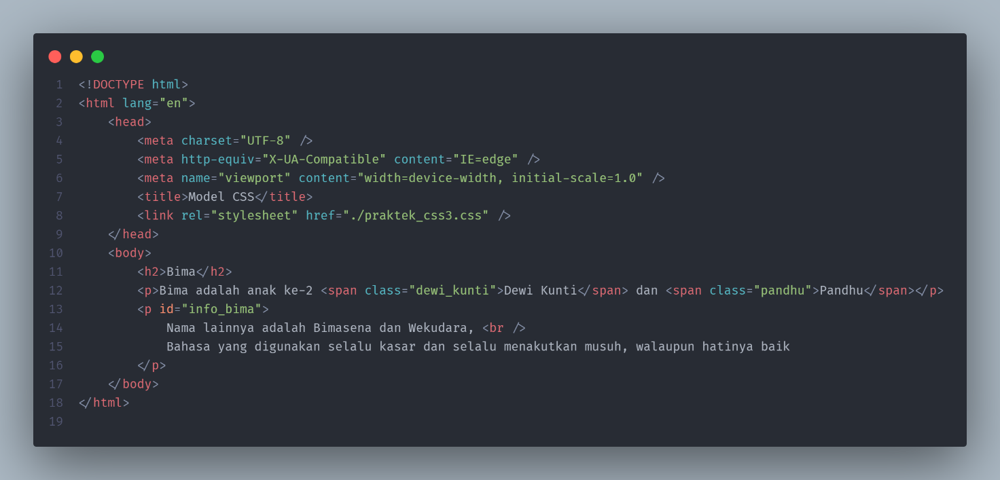 1 <!DOCTYPE html>
2 <html lang="en">
3     <head>
4         <meta charset="UTF-8" />
5         <meta http-equiv="X-UA-Compatible" content="IE=edge" />
6         <meta name="viewport" content="width=device-width, initial-scale=1.0" />
7         <title>Model CSS</title>
8         <link rel="stylesheet" href="./praktek_css3.css" />
9     </head>
10     <body>
11         <h2>Bima</h2>
12         <p>Bima adalah anak ke-2 <span class="dewi_kunti">Dewi Kunti</span> dan <span class="pandhu">Pandhu</span></p>
13         <p id="info_bima">
14             Nama lainnya adalah Bimasena dan Wekudara, <br />
15             Bahasa yang digunakan selalu kasar dan selalu menakutkan musuh, walaupun hatinya baik
16         </p>
17     </body>
18 </html>
19